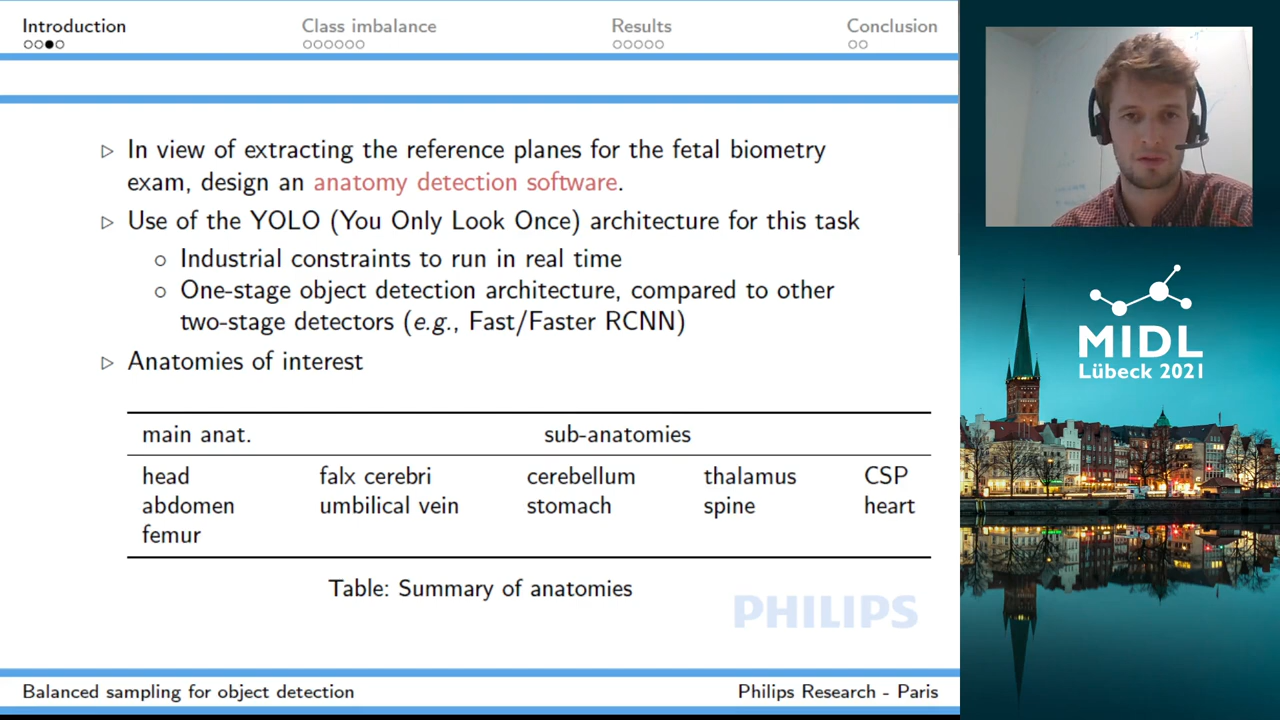 Introduction Class imbalance Results Conclusion
▷ In view of extracting the reference planes for the fetal biometry
exam, design an anatomy detection software.
▷ Use of the YOLO (You Only Look Once) architecture for this task
○ Industrial constraints to run in real time
○ One-stage object detection architecture, compared to other
two-stage detectors (e.g., Fast/Faster RCNN)
▷ Anatomies of interest
main anat. sub-anatomies
head falx cerebri cerebellum thalamus CSP
abdomen umbilical vein stomach spine heart
femur
Table: Summary of anatomies
PHILIPS
Balanced sampling for object detection Philips Research - Paris
MIDL
Lübeck 2021